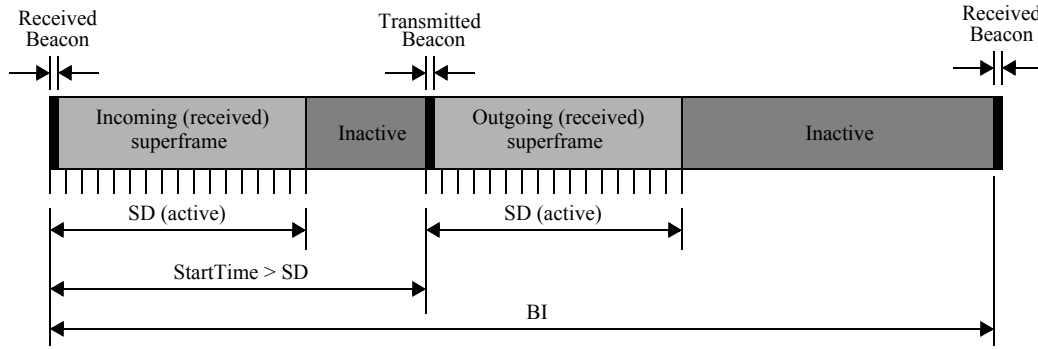 Received
Beacon
Transmitted
Beacon
Received
Beacon
Incoming (received)
superframe
Inactive
Outgoing (received)
superframe
Inactive
SD (active)
SD (active)
StartTime > SD
BI